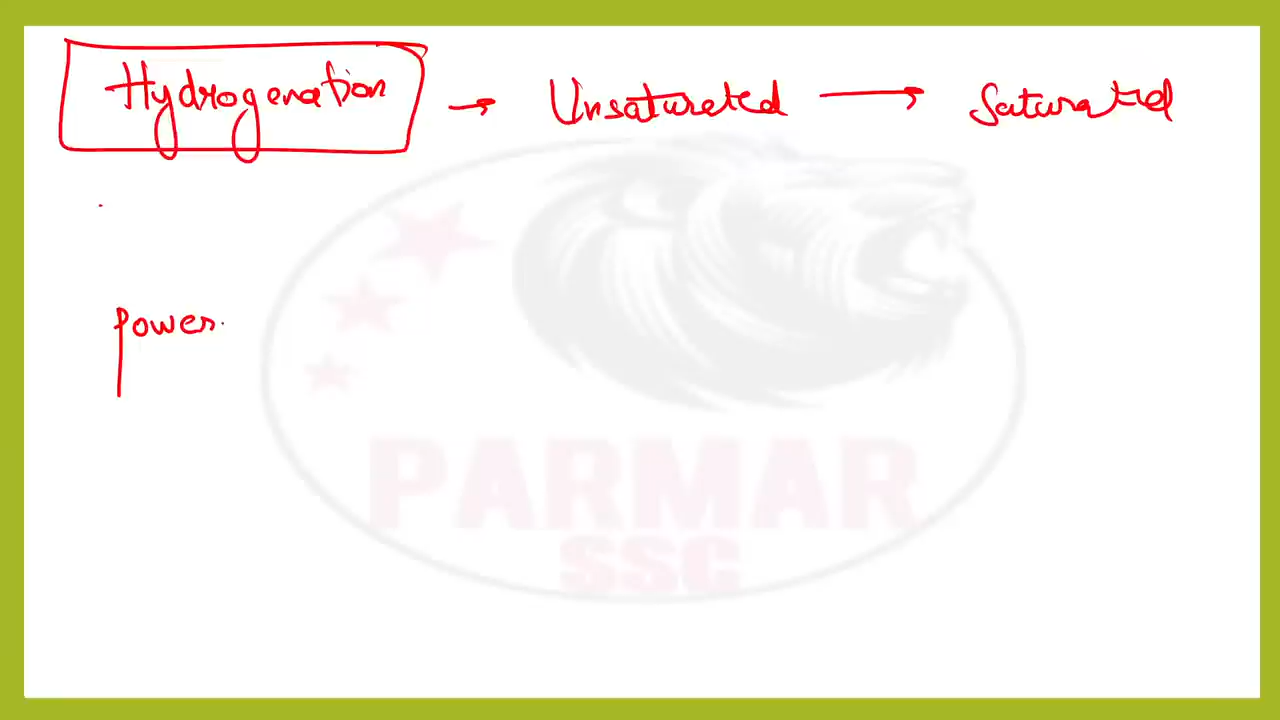 Hydrogenation → Unsaturated → Saturated
Power
PARMAR
SSC